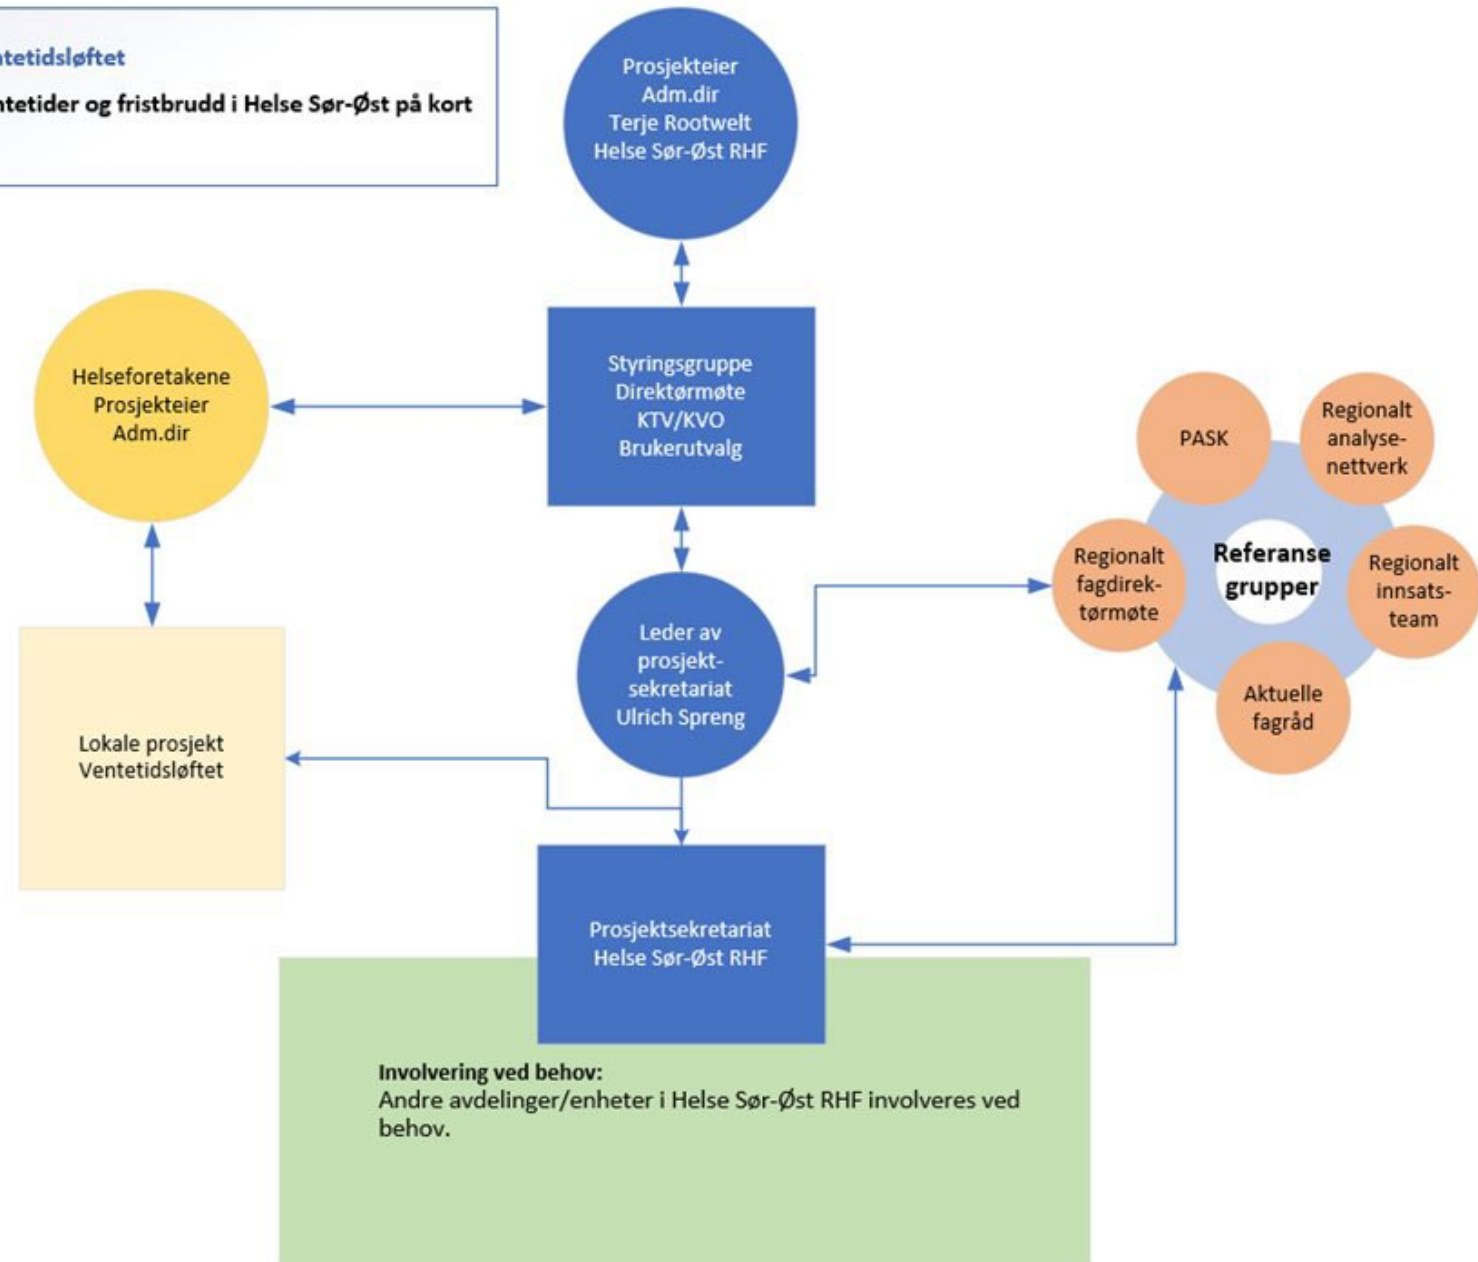 ntetidsløftet
ntetider og fristbrudd i Helse Sør-Øst på kort
Prosjekteier
Adm.dir
Terje Rootwelt
Helse Sør-Øst RHF
Helseforetakene
Prosjekteier
Adm.dir
Styringsgruppe
Direktørmøte
KTV/KVO
Brukerutvalg
PASK
Regionalt
analyse-
nettverk
Regionalt
fagdirek-
tørmøte
Referanse
grupper
Regionalt
innsats-
team
Aktuelle
fagråd
Leder av
prosjekt-
sekretariat
Ulrich Spreng
Lokale prosjekt
Ventetidsløftet
Prosjektsekretariat
Helse Sør-Øst RHF
Involvering ved behov:
Andre avdelinger/enheter i Helse Sør-Øst RHF involveres ved
behov.